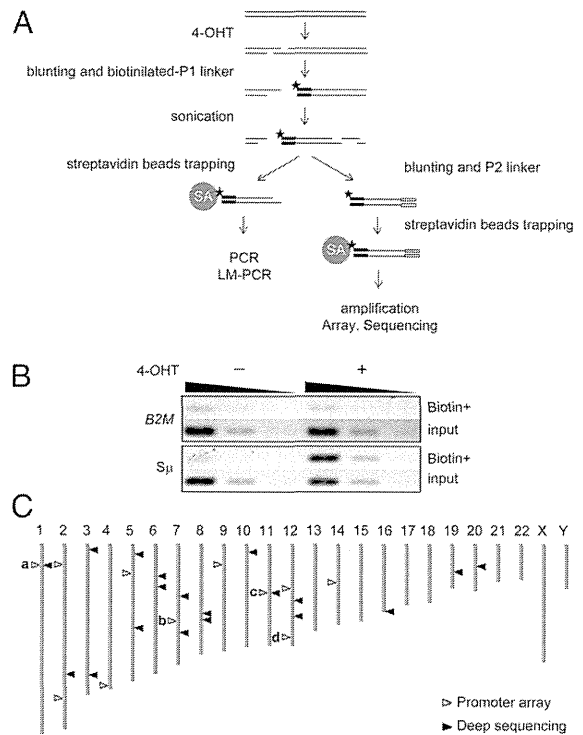 A
4-OHT
blunting and biotinilated-P1 linker
sonication
streptavidin beads trapping
blunting and P2 linker
SA
streptavidin beads trapping
PCR
LM-PCR
SA
amplification
Array, Sequencing
B
4-OHT − +
B2M
Biotin+
input
Sμ
Biotin+
input
C
1 2 3 4 5 6 7 8 9 10 11 12 13 14 15 16 17 18 19 20 21 22 X Y
a
b
c
d
Promoter array
Deep sequencing